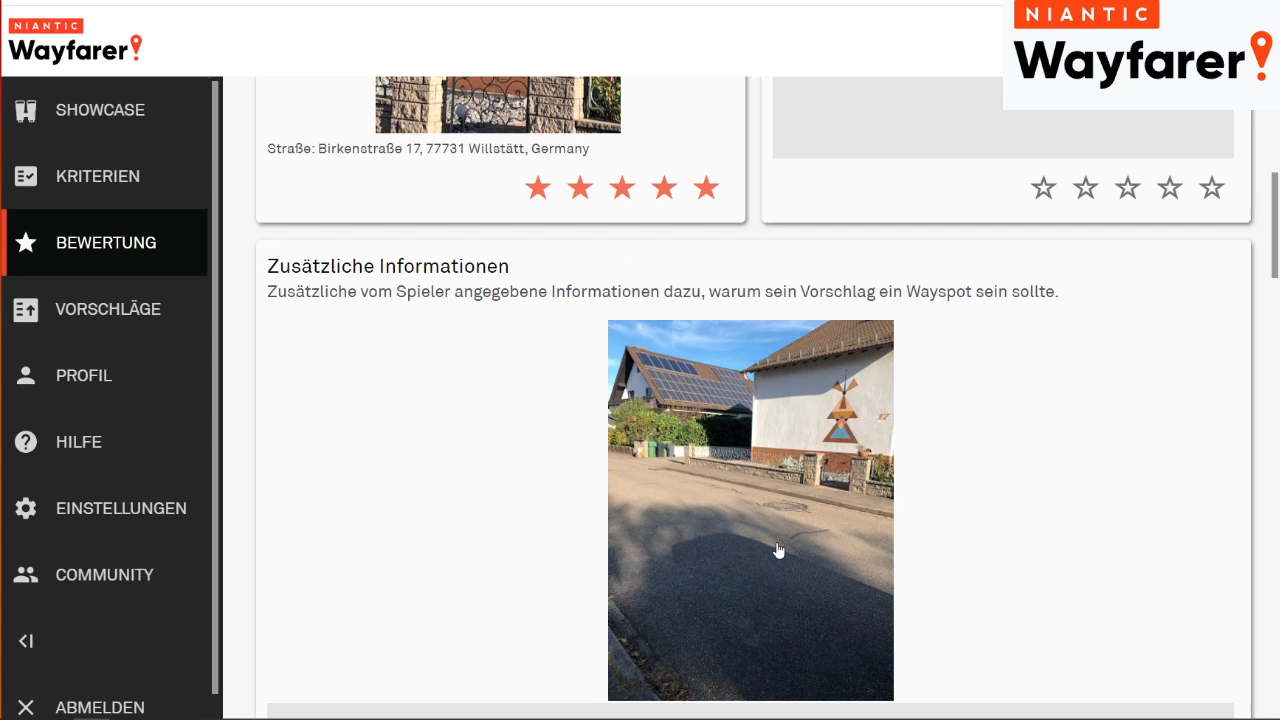 NIANTIC
Wayfarer
NIANTIC
Wayfarer
SHOWCASE
KRITERIEN
BEWERTUNG
VORSCHLÄGE
PROFIL
HILFE
EINSTELLUNGEN
COMMUNITY
ABMELDEN
Straße: Birkenstraße 17, 77731 Willstätt, Germany
Zusätzliche Informationen
Zusätzliche vom Spieler angegebene Informationen dazu, warum sein Vorschlag ein Wayspot sein sollte.
17